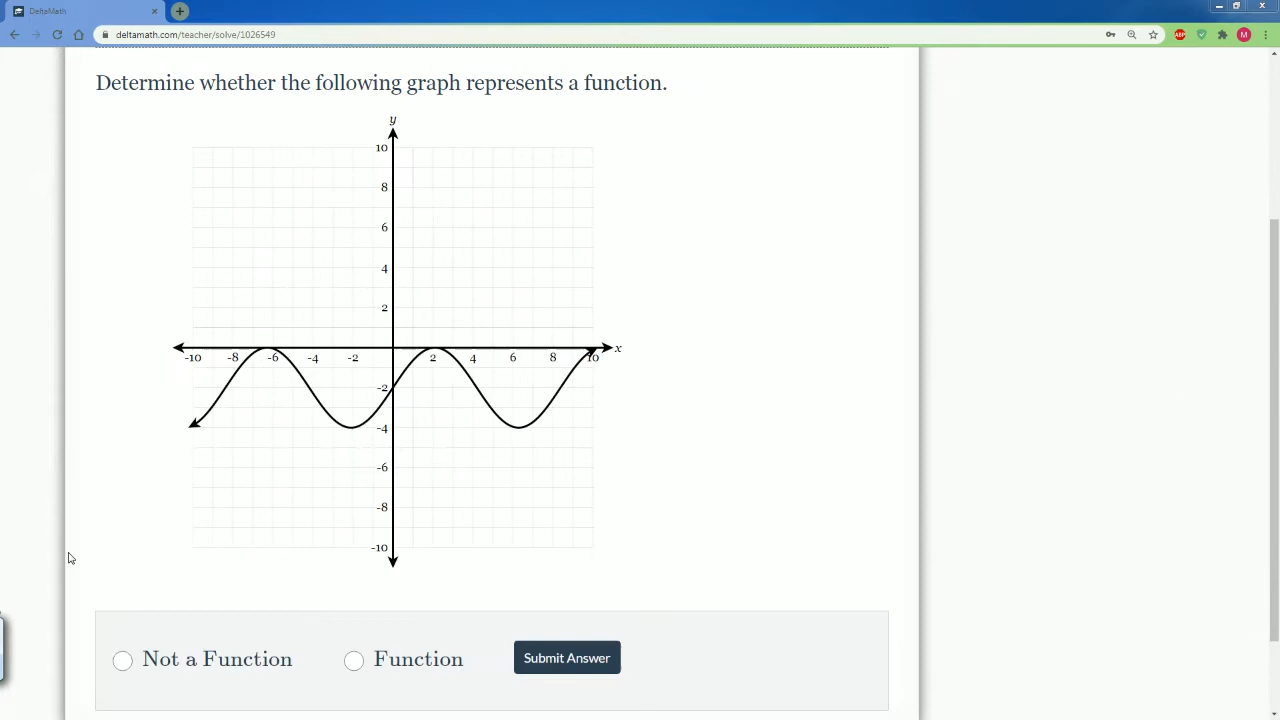 DeltaMath
deltamath.com/teacher/solve/1026549
ABP
M
Determine whether the following graph represents a function.
y
10
8
6
4
2
-10 -8 -6 -4 -2 2 4 6 8 10 x
-2
-4
-6
-8
-10
Not a Function Function Submit Answer